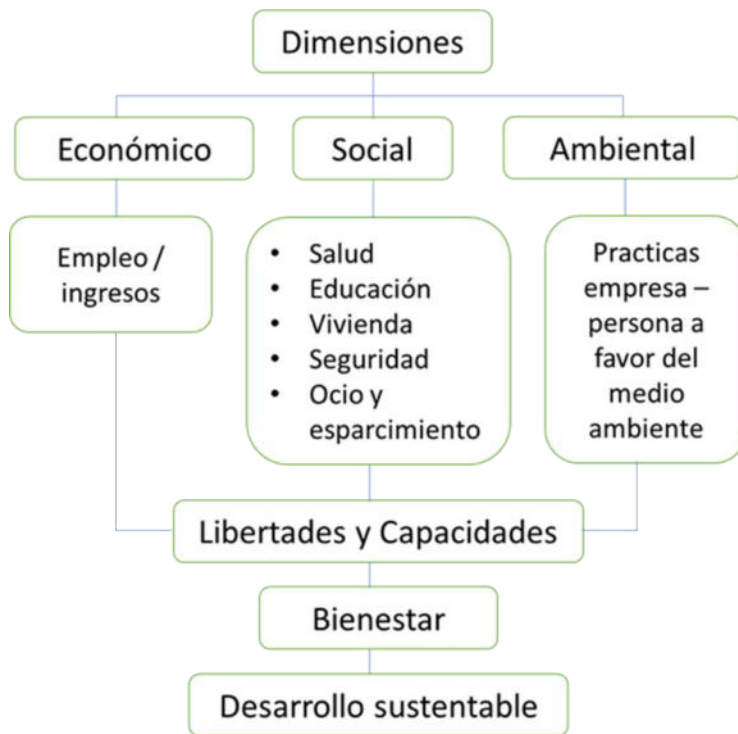 Dimensiones
Económico
Social
Ambiental
Empleo /
ingresos
• Salud
• Educación
• Vivienda
• Seguridad
• Ocio y
esparcimiento
Practicas
empresa –
persona a
favor del
medio
ambiente
Libertades y Capacidades
Bienestar
Desarrollo sustentable